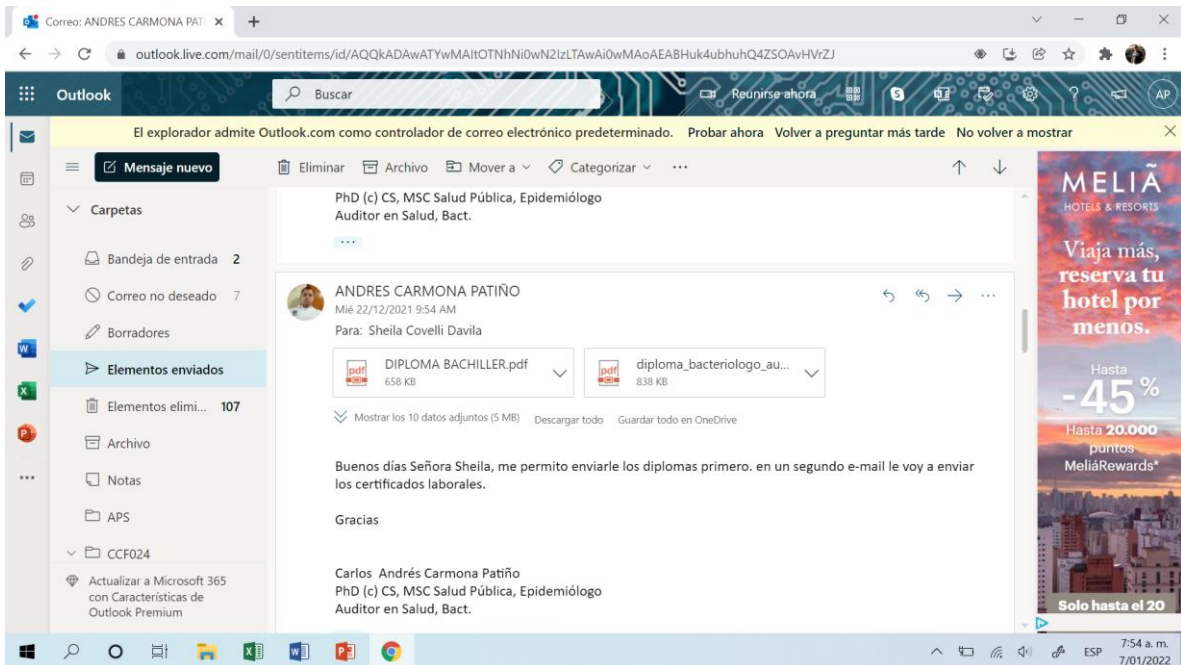 Correo: ANDRES CARMONA PATI
outlook.live.com/mail/0/sentitems/id/AQQkADAwATYwMAItOTNhNi0wN2IzLTAwAi0wMAoAEABHuk4ubhuhQ4ZSOAvHVrZJ
Outlook
Buscar
Reunirse ahora
AP
El explorador admite Outlook.com como controlador de correo electrónico predeterminado. Probar ahora Volver a preguntar más tarde No volver a mostrar
Mensaje nuevo
Eliminar Archivo Mover a Categorizar ...
Carpetas
Bandeja de entrada 2
Correo no deseado 7
Borradores
Elementos enviados
Elementos elimi... 107
Archivo
Notas
APS
CCF024
Actualizar a Microsoft 365
con Características de
Outlook Premium
PhD (c) CS, MSC Salud Pública, Epidemiólogo
Auditor en Salud, Bact.
...
ANDRES CARMONA PATIÑO
Mié 22/12/2021 9:54 AM
Para: Sheila Covelli Davila
DIPLOMA BACHILLER.pdf
658 KB
diploma_bacteriologo_au...
838 KB
Mostrar los 10 datos adjuntos (5 MB) Descargar todo Guardar todo en OneDrive
Buenos días Señora Sheila, me permito enviarle los diplomas primero. en un segundo e-mail le voy a enviar
los certificados laborales.
Gracias
Carlos Andrés Carmona Patiño
PhD (c) CS, MSC Salud Pública, Epidemiólogo
Auditor en Salud, Bact.
MELIÃ
HOTELS & RESORTS
Viaja más,
reserva tu
hotel por
menos.
Hasta
-45%
Hasta 20.000
puntos
MeliáRewards*
Solo hasta el 20
ESP
7:54 a. m.
7/01/2022